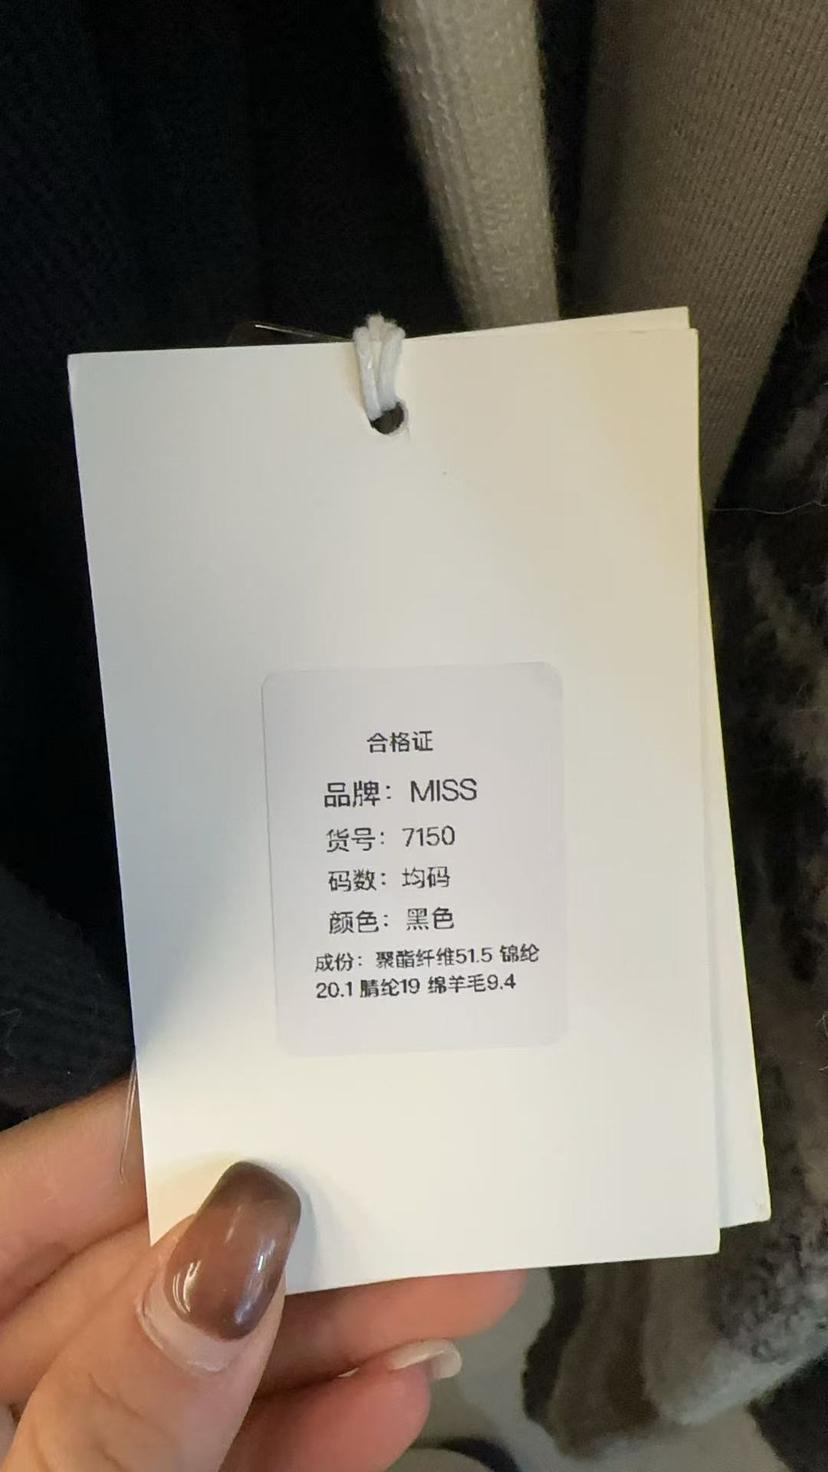 合格证
品牌：MISS
货号：7150
码数：均码
颜色：黑色
成份：聚酯纤维51.5 锦纶
20.1 腈纶19 绵羊毛9.4